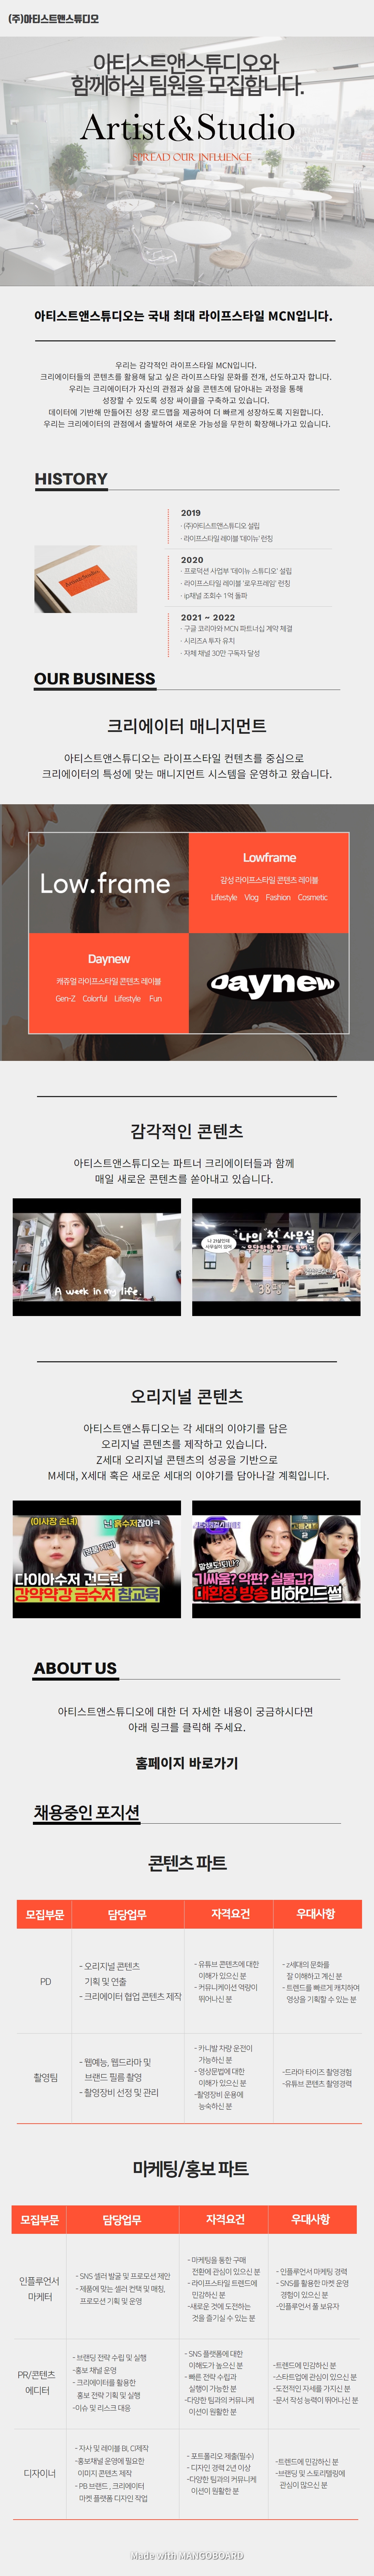 (주)아티스트앤스튜디오
아티스트앤스튜디오와
함께하실 팀원을 모집합니다.
Artist&Studio
SPREAD OUR INFLUENCE
아티스트앤스튜디오는 국내 최대 라이프스타일 MCN입니다.
우리는 감각적인 라이프스타일 MCN입니다.
크리에이터들의 콘텐츠를 활용해 닮고 싶은 라이프스타일 문화를 전개, 선도하고자 합니다.
우리는 크리에이터가 자신의 관점과 삶을 콘텐츠에 담아내는 과정을 통해
성장할 수 있도록 성장 싸이클을 구축하고 있습니다.
데이터에 기반해 만들어진 성장 로드맵을 제공하여 더 빠르게 성장하도록 지원합니다.
우리는 크리에이터의 관점에서 출발하여 새로운 가능성을 무한히 확장해나가고 있습니다.
HISTORY
Artist&Studio
2019
· (주)아티스트앤스튜디오 설립
· 라이프스타일 레이블 '데이뉴' 런칭
2020
· 프로덕션 사업부 '데이뉴 스튜디오' 설립
· 라이프스타일 레이블 '로우프레임' 런칭
· ip채널 조회수 1억 돌파
2021 ~ 2022
· 구글 코리아와 MCN 파트너십 계약 체결
· 시리즈A 투자 유치
· 자체 채널 30만 구독자 달성
OUR BUSINESS
크리에이터 매니지먼트
아티스트앤스튜디오는 라이프스타일 컨텐츠를 중심으로
크리에이터의 특성에 맞는 매니지먼트 시스템을 운영하고 왔습니다.
Low.frame
Lowframe
감성 라이프스타일 콘텐츠 레이블
Lifestyle Vlog Fashion Cosmetic
Daynew
캐쥬얼 라이프스타일 콘텐츠 레이블
Gen-Z Colorful Lifestyle Fun
Daynew
감각적인 콘텐츠
아티스트앤스튜디오는 파트너 크리에이터들과 함께
매일 새로운 콘텐츠를 쏟아내고 있습니다.
A week in my life.
나의 첫 사무실
38평
오리지널 콘텐츠
아티스트앤스튜디오는 각 세대의 이야기를 담은
오리지널 콘텐츠를 제작하고 있습니다.
Z세대 오리지널 콘텐츠의 성공을 기반으로
M세대, X세대 혹은 새로운 세대의 이야기를 담아나갈 계획입니다.
(이사장 손녀)
넌 흙수저잖아ㅋ
다이아수저 건드린
강약약강 금수저 참교육
말해도 되나?
기싸움? 악편? 실룸갑?
대환장 방송 비하인드썰
ABOUT US
아티스트앤스튜디오에 대한 더 자세한 내용이 궁금하시다면
아래 링크를 클릭해 주세요.
홈페이지 바로가기
채용중인 포지션
콘텐츠 파트
모집부문 담당업무 자격요건 우대사항
PD
- 오리지널 콘텐츠
기획 및 연출
- 크리에이터 협업 콘텐츠 제작
- 유튜브 콘텐츠에 대한
이해가 있으신 분
- 커뮤니케이션 역량이
뛰어나신 분
- z세대의 문화를
잘 이해하고 계신 분
- 트렌드를 빠르게 캐치하여
영상을 기획할 수 있는 분
촬영팀
- 웹예능, 웹드라마 및
브랜드 필름 촬영
- 촬영장비 선정 및 관리
- 카니발 차량 운전이
가능하신 분
- 영상문법에 대한
이해가 있으신 분
-촬영장비 운용에
능숙하신 분
-드라마 타이즈 촬영경험
-유튜브 콘텐츠 촬영경력
마케팅/홍보 파트
모집부문 담당업무 자격요건 우대사항
인플루언서
마케터
- SNS 셀러 발굴 및 프로모션 제안
- 제품에 맞는 셀러 컨택 및 매칭,
프로모션 기획 및 운영
- 마케팅을 통한 구매
전환에 관심이 있으신 분
- 라이프스타일 트렌드에
민감하신 분
-새로운 것에 도전하는
것을 즐기실 수 있는 분
- 인플루언서 마케팅 경력
- SNS를 활용한 마켓 운영
경험이 있으신 분
-인플루언서 풀 보유자
PR/콘텐츠
에디터
- 브랜딩 전략 수립 및 실행
-홍보 채널 운영
- 크리에이터를 활용한
홍보 전략 기획 및 실행
-이슈 및 리스크 대응
- SNS 플랫폼에 대한
이해도가 높으신 분
- 빠른 전략 수립과
실행이 가능한 분
-다양한 팀과의 커뮤니케
이션이 원활한 분
-트렌드에 민감하신 분
-스타트업에 관심이 있으신 분
-도전적인 자세를 가지신 분
-문서 작성 능력이 뛰어나신 분
디자이너
- 자사 및 레이블 BI, CI제작
-홍보채널 운영에 필요한
이미지 콘텐츠 제작
- PB 브랜드 , 크리에이터
마켓 플랫폼 디자인 작업
- 포트폴리오 제출(필수)
- 디자인 경력 2년 이상
-다양한 팀과의 커뮤니케
이션이 원활한 분
-트렌드에 민감하신 분
-브랜딩 및 스토리텔링에
관심이 많으신 분
Made with MANGOBOARD